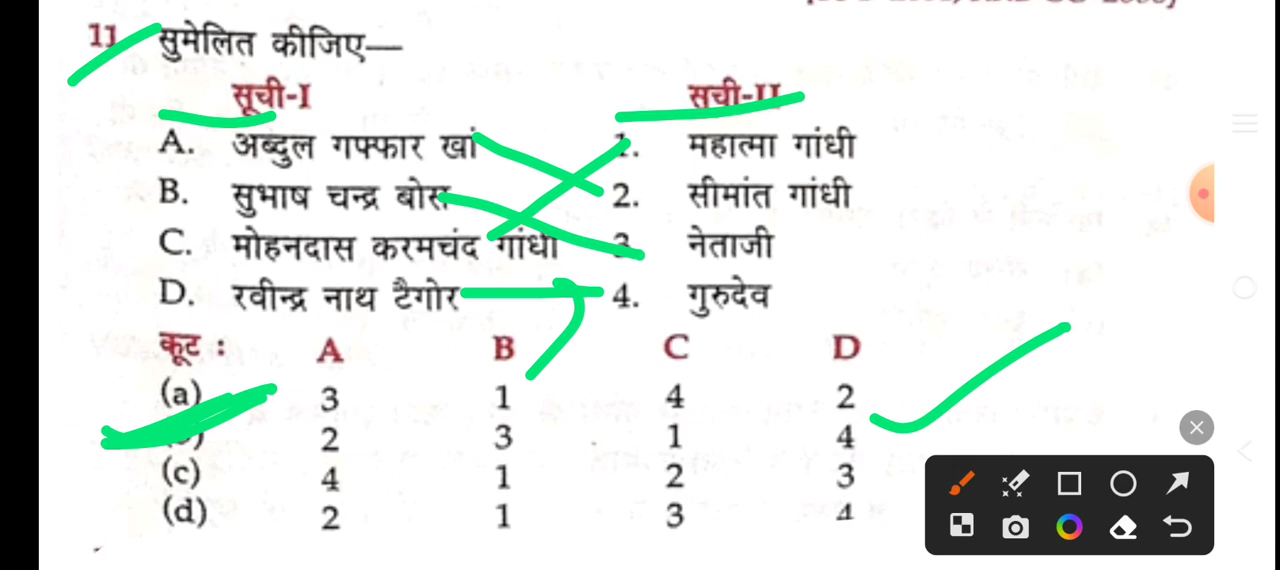 11. सुमेलित कीजिए—
सूची-I सूची-II
A. अब्दुल गफ्फार खां 1. महात्मा गांधी
B. सुभाष चन्द्र बोस 2. सीमांत गांधी
C. मोहनदास करमचंद गांधी 3. नेताजी
D. रवीन्द्र नाथ टैगोर 4. गुरुदेव
कूट : A B C D
(a) 3 1 4 2
(b) 2 3 1 4
(c) 4 1 2 3
(d) 2 1 3 4